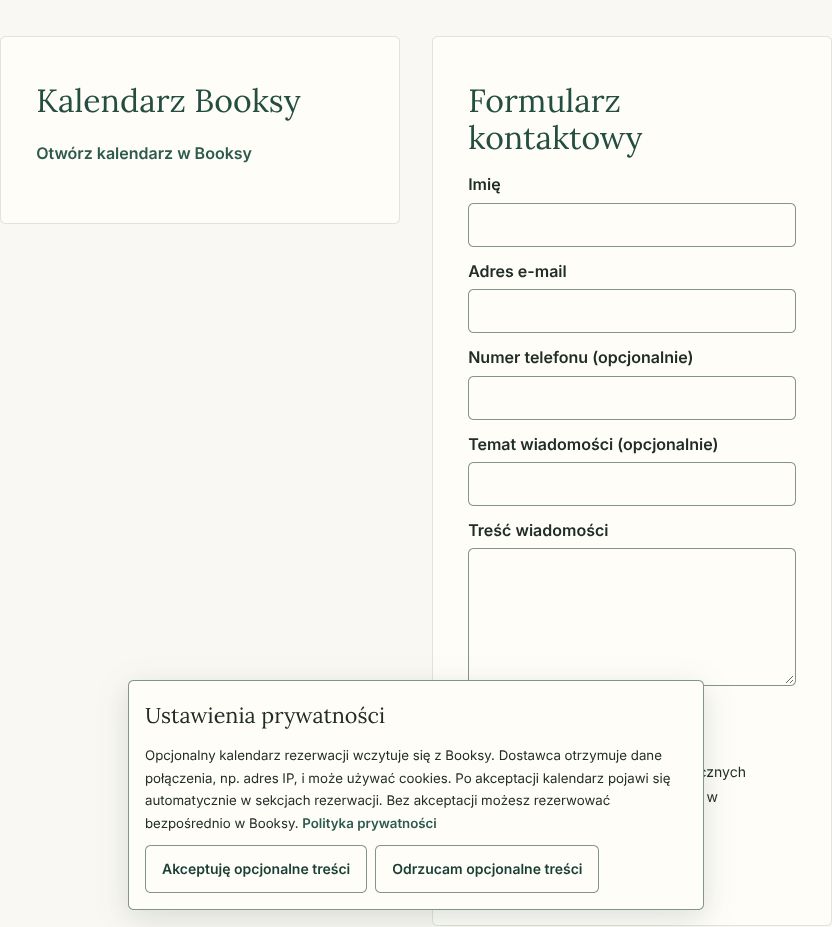 Kalendarz Booksy
Otwórz kalendarz w Booksy
Formularz
kontaktowy
Imię
Adres e-mail
Numer telefonu (opcjonalnie)
Temat wiadomości (opcjonalnie)
Treść wiadomości
w
Ustawienia prywatności
Opcjonalny kalendarz rezerwacji wczytuje się z Booksy. Dostawca otrzymuje dane
połączenia, np. adres IP, i może używać cookies. Po akceptacji kalendarz pojawi się
automatycznie w sekcjach rezerwacji. Bez akceptacji możesz rezerwować
bezpośrednio w Booksy. Polityka prywatności
Akceptuję opcjonalne treści
Odrzucam opcjonalne treści